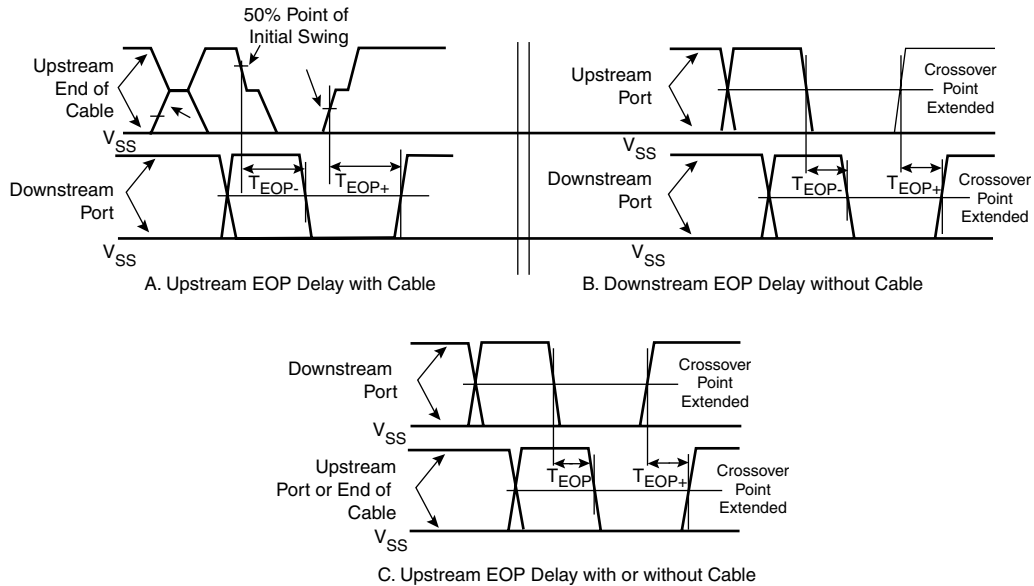 50% Point of
Initial Swing
Upstream
End of
Cable
VSS
Downstream
Port
TEOP-
TEOP+
VSS
A. Upstream EOP Delay with Cable
Upstream
Port
Crossover
Point
Extended
VSS
Downstream
Port
TEOP-
TEOP+
Crossover
Point
Extended
VSS
B. Downstream EOP Delay without Cable
Downstream
Port
Crossover
Point
Extended
VSS
Upstream
Port or End of
Cable
TEOP
TEOP+
Crossover
Point
Extended
VSS
C. Upstream EOP Delay with or without Cable